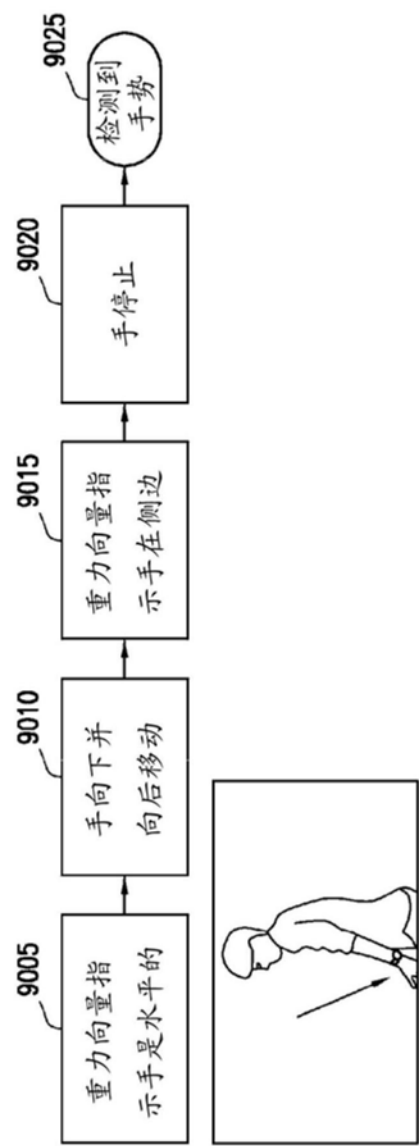 9005
重力向量指
示手是水平的
9010
手向下并
向后移动
9015
重力向量指
示手在侧边
9020
手停止
9025
检测到
手势